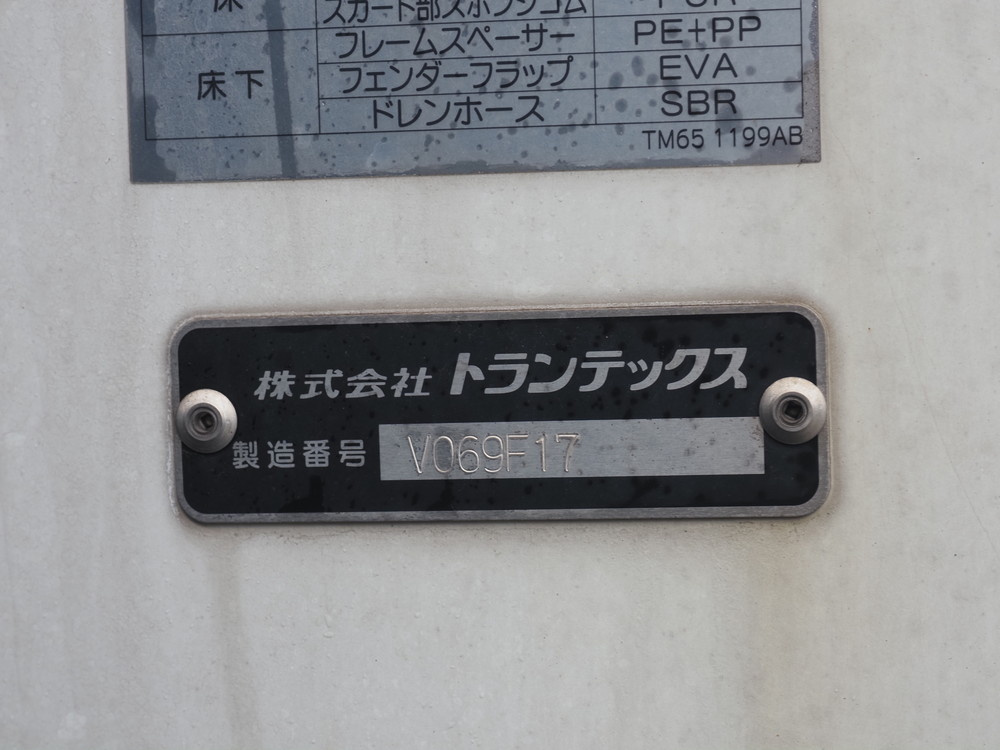 床 スカート部スポンジゴム PUR
フレームスペーサー PE+PP
床下 フェンダーフラップ EVA
ドレンホース SBR
TM65 1199AB
株式会社 トランテックス
製造番号 V069F17